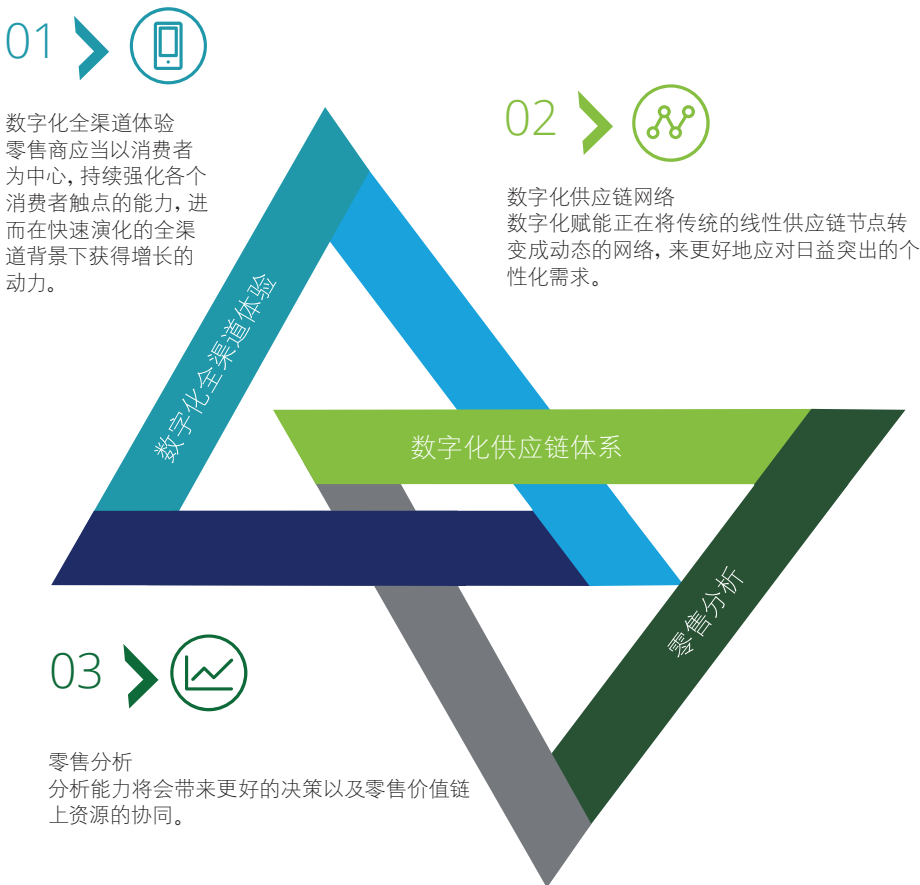 01
数字化全渠道体验
零售商应当以消费者
为中心，持续强化各个
消费者触点的能力，进
而在快速演化的全渠
道背景下获得增长的
动力。
02
数字化供应链网络
数字化赋能正在将传统的线性供应链节点转
变成动态的网络，来更好地应对日益突出的个
性化需求。
数字化全渠道体验
数字化供应链体系
零售分析
03
零售分析
分析能力将会带来更好的决策以及零售价值链
上资源的协同。